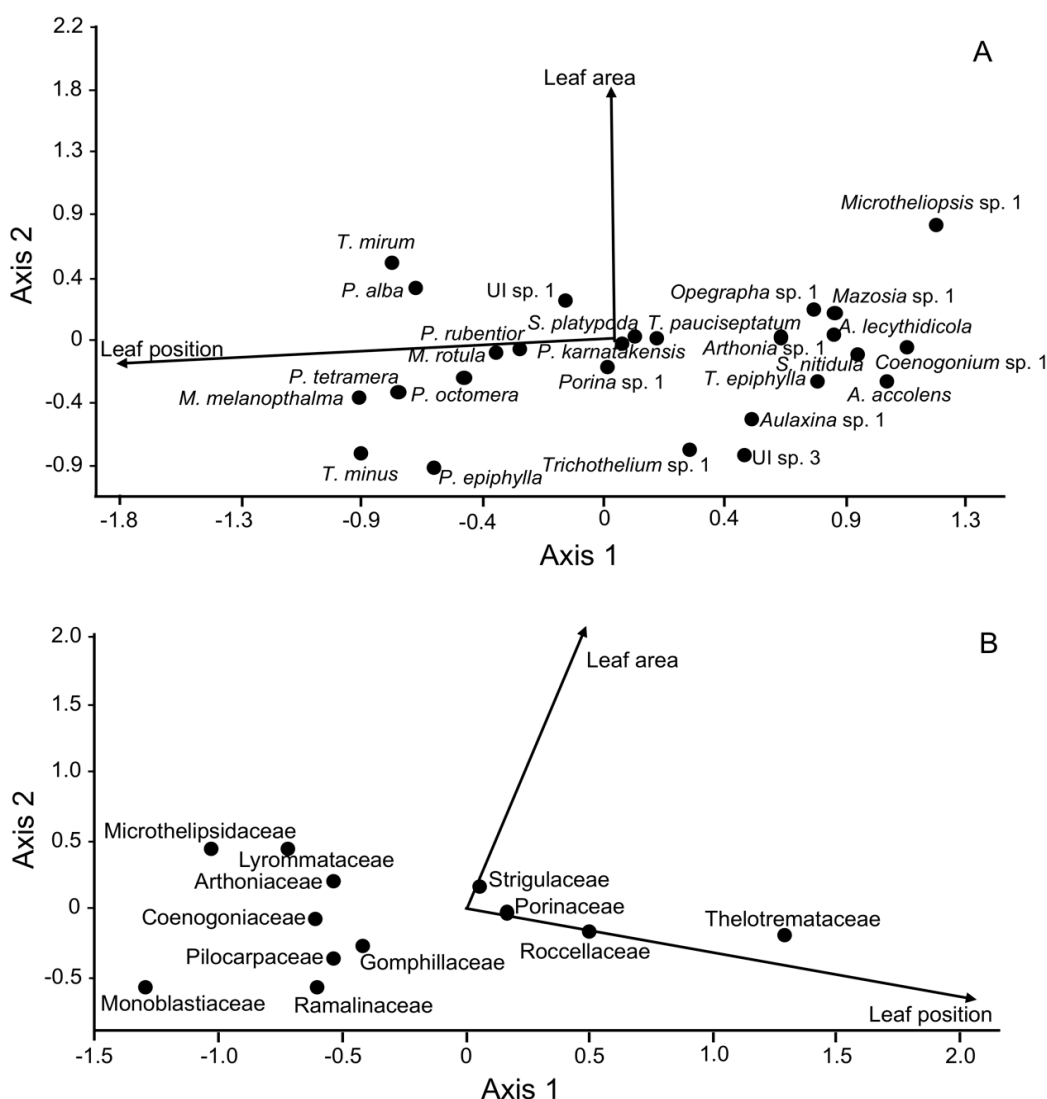 2.2
A
Leaf area
1.8
1.3
Microtheliopsis sp. 1
0.9
Axis 2
T. mirum
P. alba
UI sp. 1
Opegrapha sp. 1
Mazosia sp. 1
0.4
P. rubentior
S. platypoda
T. pauciseptatum
A. lecythidicola
0
Leaf position
M. rotula
P. karnatakensis
Arthonia sp. 1
S. nitidula
Coenogonium sp. 1
P. tetramera
Porina sp. 1
T. epiphylla
M. melanopthalma
P. octomera
A. accolens
-0.4
Aulaxina sp. 1
-0.9
T. minus
P. epiphylla
Trichothelium sp. 1
UI sp. 3
-1.8 -1.3 -0.9 -0.4 0 0.4 0.9 1.3
Axis 1
2.0
B
Leaf area
1.5
1.0
Axis 2
0.5
Microthelipsidaceae
Lyrommataceae
Arthoniaceae
Strigulaceae
0
Coenogoniaceae
Porinaceae
Thelotremataceae
Pilocarpaceae
Gomphillaceae
Roccellaceae
-0.5
Monoblastiaceae
Ramalinaceae
Leaf position
-1.5 -1.0 -0.5 0 0.5 1.0 1.5 2.0
Axis 1